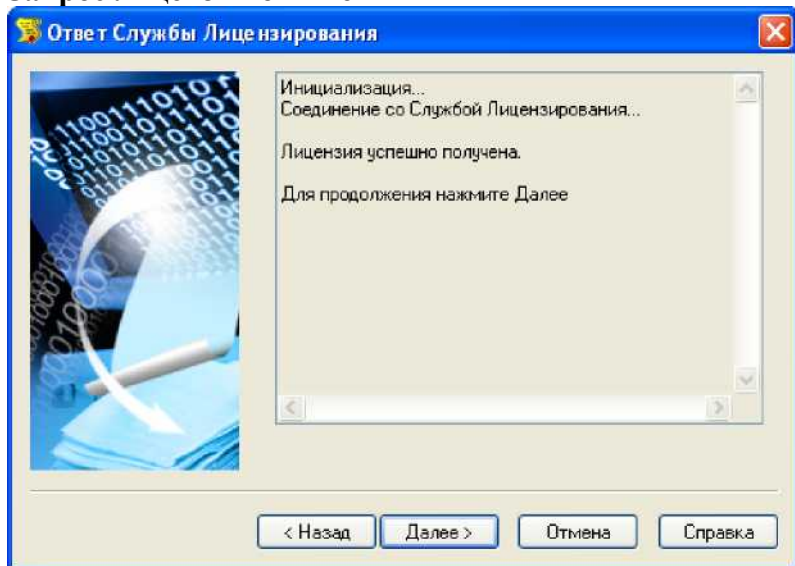 Ответ Службы Лицензирования
Инициализация...
Соединение со Службой Лицензирования...
Лицензия успешно получена.
Для продолжения нажмите Далее
< Назад
Далее >
Отмена
Справка